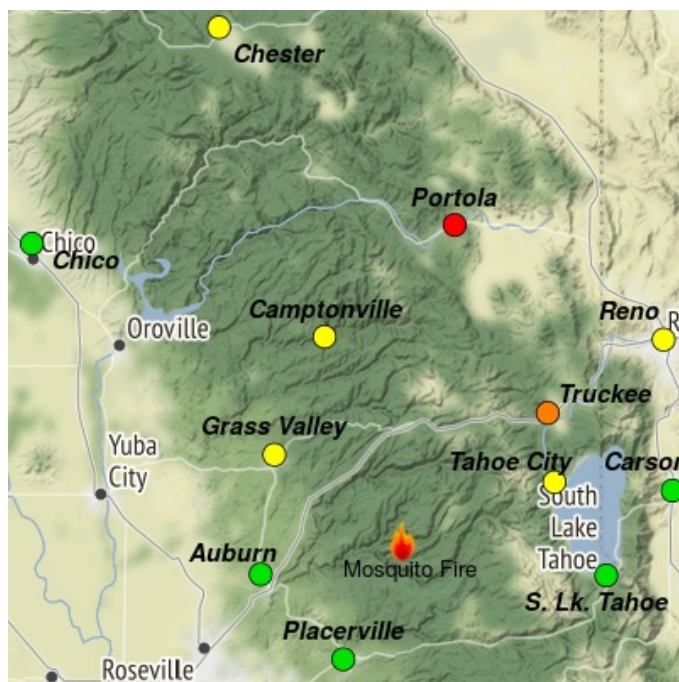 Chester
Portola
Chico
Chico
Camptonville
Reno
R
Oroville
Truckee
Grass Valley
Yuba
City
Tahoe City
Carson
South
Lake
Tahoe
Auburn
Mosquito Fire
S. Lk. Tahoe
Placerville
Roseville